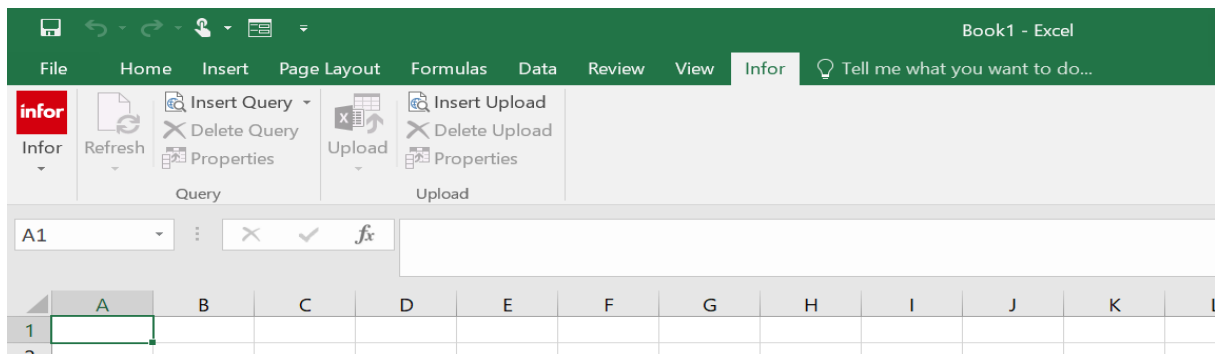 Book1 - Excel
File Home Insert Page Layout Formulas Data Review View Infor Tell me what you want to do...
infor Insert Query Insert Upload
Delete Query Delete Upload
Infor Refresh Properties Upload Properties
Query Upload
A1 fx
A B C D E F G H I J K
1